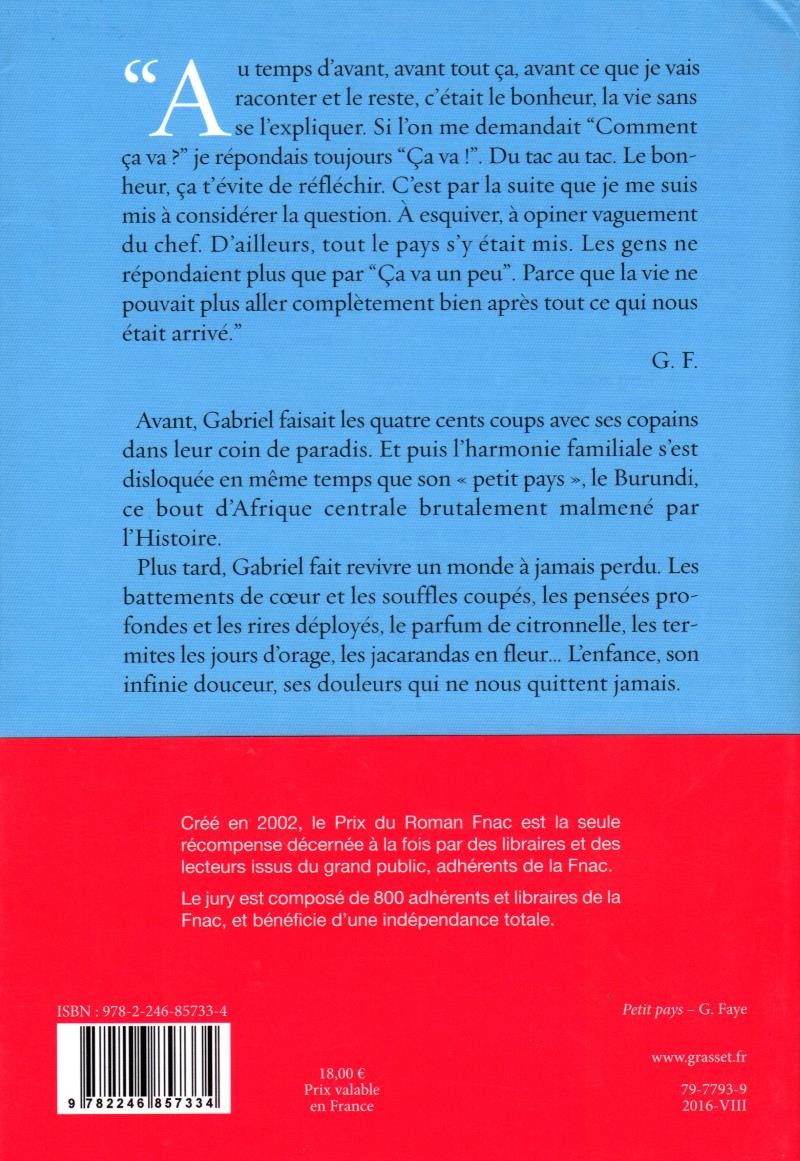 “Au temps d’avant, avant tout ça, avant ce que je vais
raconter et le reste, c’était le bonheur, la vie sans
se l’expliquer. Si l’on me demandait “Comment
ça va ?” je répondais toujours “Ça va !”. Du tac au tac. Le bon-
heur, ça t’évite de réfléchir. C’est par la suite que je me suis
mis à considérer la question. À esquiver, à opiner vaguement
du chef. D’ailleurs, tout le pays s’y était mis. Les gens ne
répondaient plus que par “Ça va un peu”. Parce que la vie ne
pouvait plus aller complètement bien après tout ce qui nous
était arrivé.”
G. F.
Avant, Gabriel faisait les quatre cents coups avec ses copains
dans leur coin de paradis. Et puis l’harmonie familiale s’est
disloquée en même temps que son « petit pays », le Burundi,
ce bout d’Afrique centrale brutalement malmené par
l’Histoire.
Plus tard, Gabriel fait revivre un monde à jamais perdu. Les
battements de cœur et les souffles coupés, les pensées pro-
fondes et les rires déployés, le parfum de citronnelle, les ter-
mites les jours d’orage, les jacarandas en fleur... L’enfance, son
infinie douceur, ses douleurs qui ne nous quittent jamais.
Créé en 2002, le Prix du Roman Fnac est la seule
récompense décernée à la fois par des libraires et des
lecteurs issus du grand public, adhérents de la Fnac.
Le jury est composé de 800 adhérents et libraires de la
Fnac, et bénéficie d’une indépendance totale.
ISBN : 978-2-246-85733-4
9 782246 857334
18,00 €
Prix valable
en France
Petit pays – G. Faye
www.grasset.fr
79-7793-9
2016-VIII